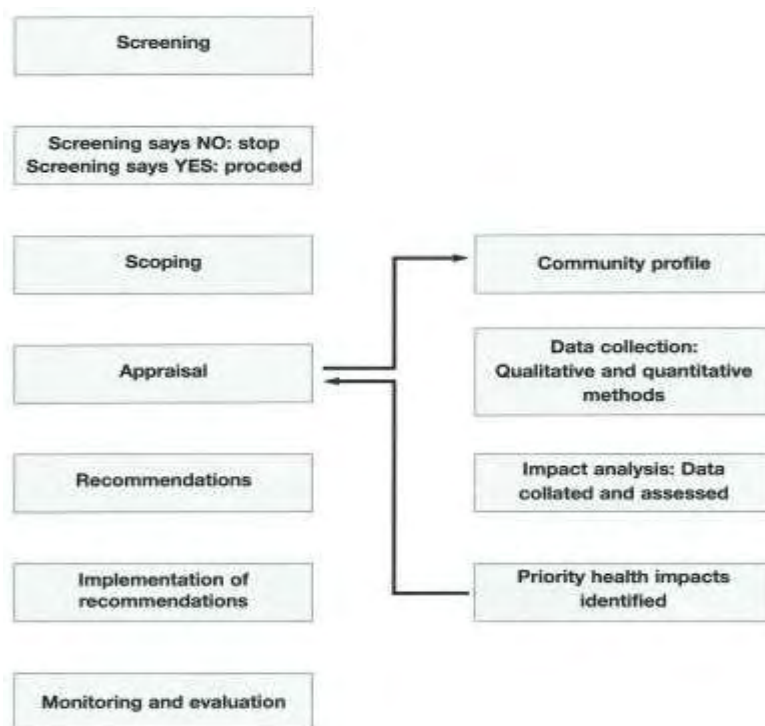 Screening
Screening says NO: stop
Screening says YES: proceed
Scoping
Appraisal
Recommendations
Implementation of
recommendations
Monitoring and evaluation
Community profile
Data collection:
Qualitative and quantitative
methods
Impact analysis: Data
collated and assessed
Priority health impacts
identified